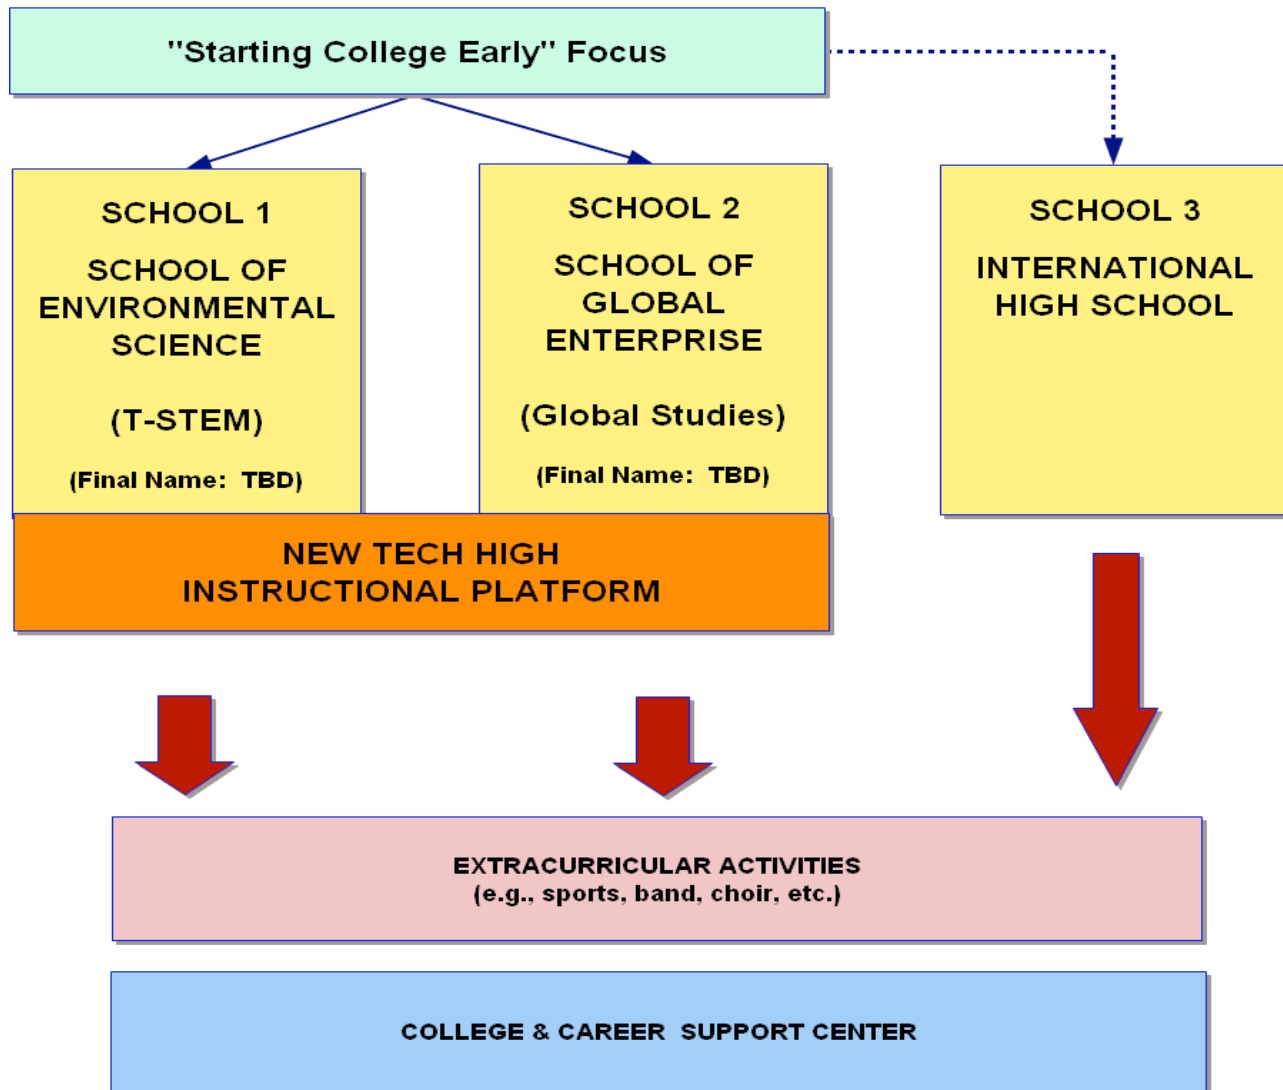 "Starting College Early" Focus
SCHOOL 1
SCHOOL OF
ENVIRONMENTAL
SCIENCE
(T-STEM)
(Final Name:  TBD)
SCHOOL 2
SCHOOL OF
GLOBAL
ENTERPRISE
(Global Studies)
(Final Name:  TBD)
SCHOOL 3
INTERNATIONAL
HIGH SCHOOL
NEW TECH HIGH
INSTRUCTIONAL PLATFORM
EXTRACURRICULAR ACTIVITIES
(e.g., sports, band, choir, etc.)
COLLEGE & CAREER  SUPPORT CENTER